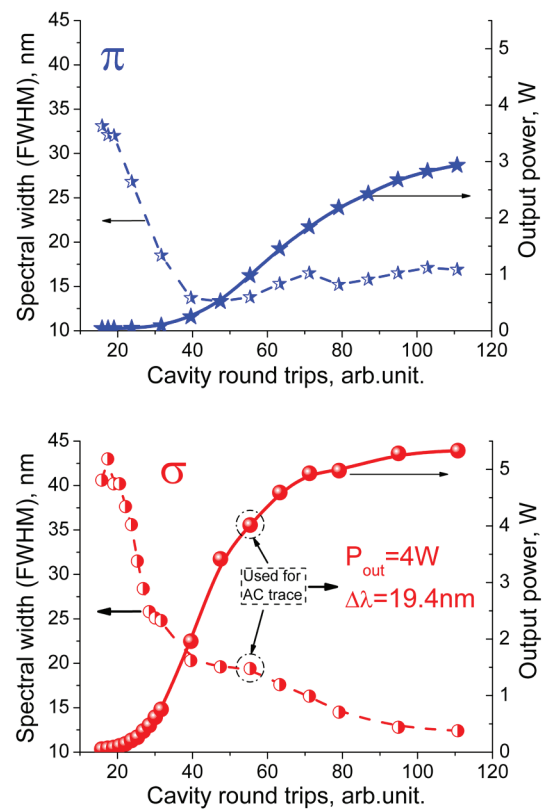 π
45
40
35
30
25
20
15
10
Spectral width (FWHM), nm
5
4
3
2
1
0
Output power, W
20 40 60 80 100 120
Cavity round trips, arb.unit.
σ
45
40
35
30
25
20
15
10
Spectral width (FWHM), nm
Used for
AC trace
P_out=4W
Δλ=19.4nm
5
4
3
2
1
0
Output power, W
20 40 60 80 100 120
Cavity round trips, arb.unit.